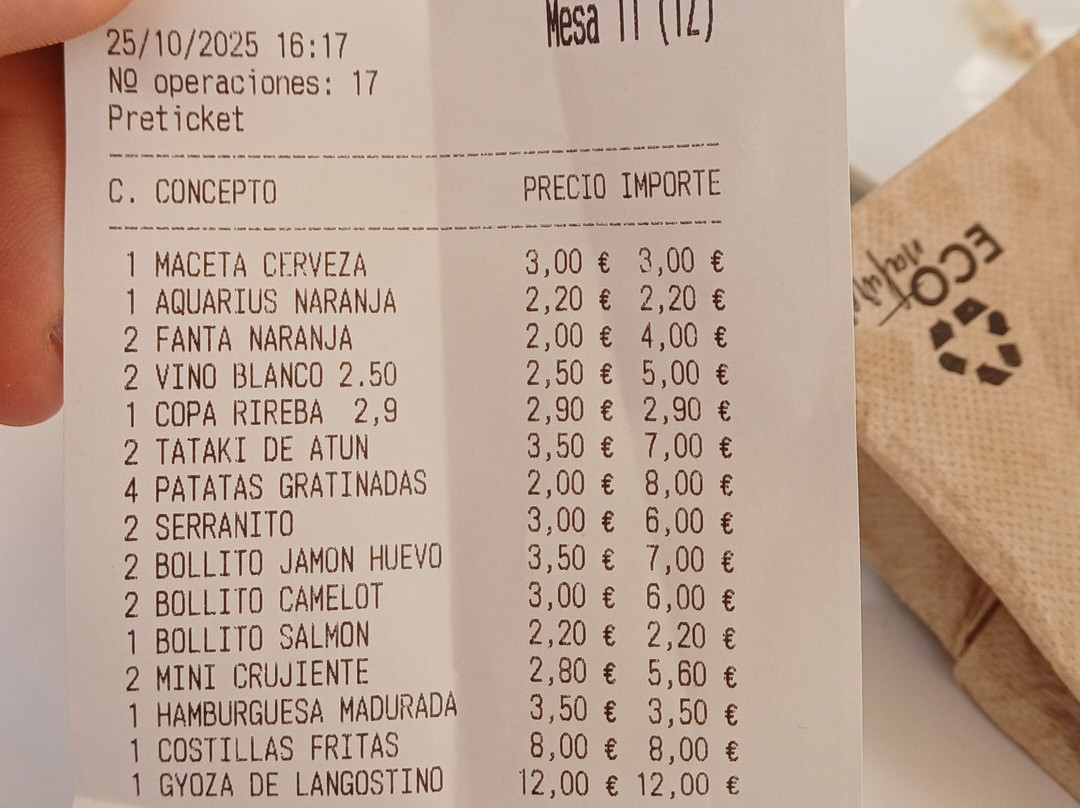 Mesa 11 (12)
25/10/2025 16:17
Nº operaciones: 17
Preticket
C. CONCEPTO PRECIO IMPORTE
1 MACETA CERVEZA 3,00 € 3,00 €
1 AQUARIUS NARANJA 2,20 € 2,20 €
2 FANTA NARANJA 2,00 € 4,00 €
2 VINO BLANCO 2.50 2,50 € 5,00 €
1 COPA RIREBA 2,9 2,90 € 2,90 €
2 TATAKI DE ATUN 3,50 € 7,00 €
4 PATATAS GRATINADAS 2,00 € 8,00 €
2 SERRANITO 3,00 € 6,00 €
2 BOLLITO JAMON HUEVO 3,50 € 7,00 €
2 BOLLITO CAMELOT 3,00 € 6,00 €
1 BOLLITO SALMON 2,20 € 2,20 €
2 MINI CRUJIENTE 2,80 € 5,60 €
1 HAMBURGUESA MADURADA 3,50 € 3,50 €
1 COSTILLAS FRITAS 8,00 € 8,00 €
1 GYOZA DE LANGOSTINO 12,00 € 12,00 €
ECO